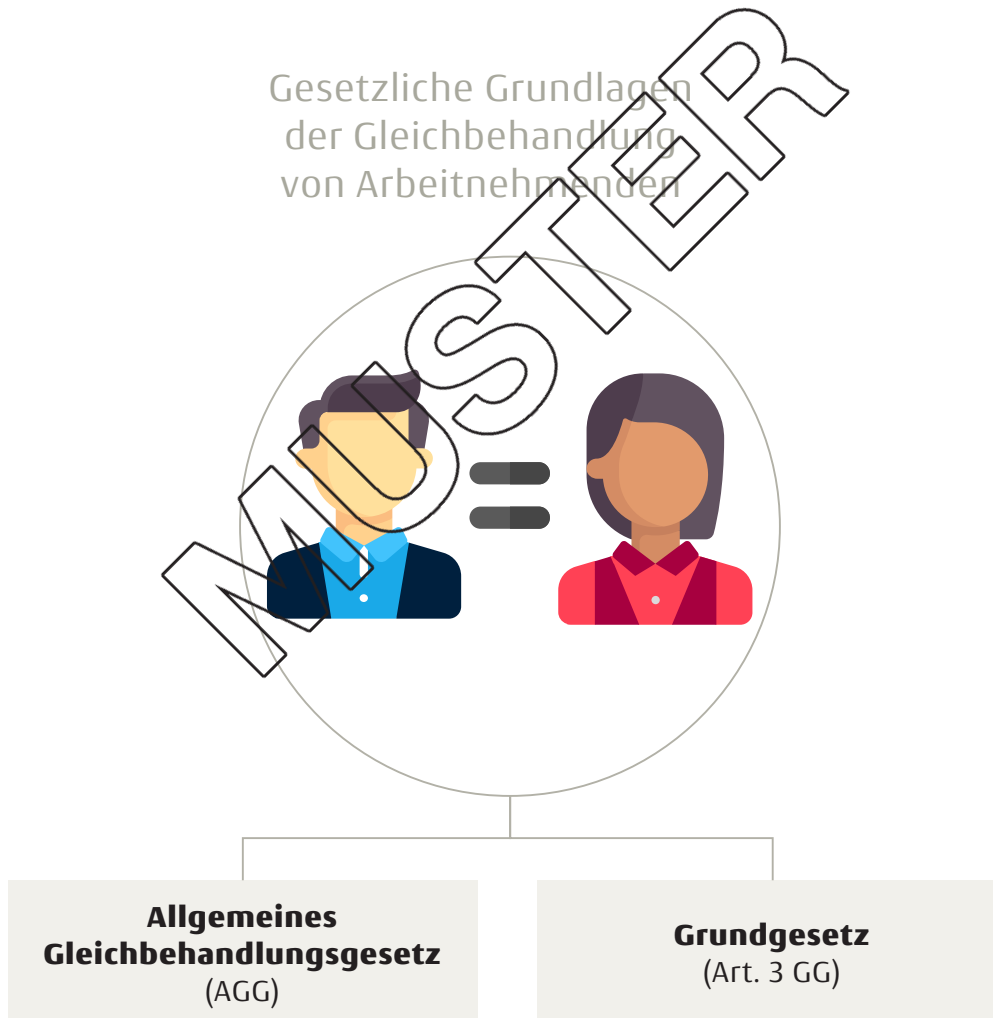 Gesetzliche Grundlagen
der Gleichbehandlung
von Arbeitnehmenden
MUSTER
Allgemeines
Gleichbehandlungsgesetz
(AGG)
Grundgesetz
(Art. 3 GG)